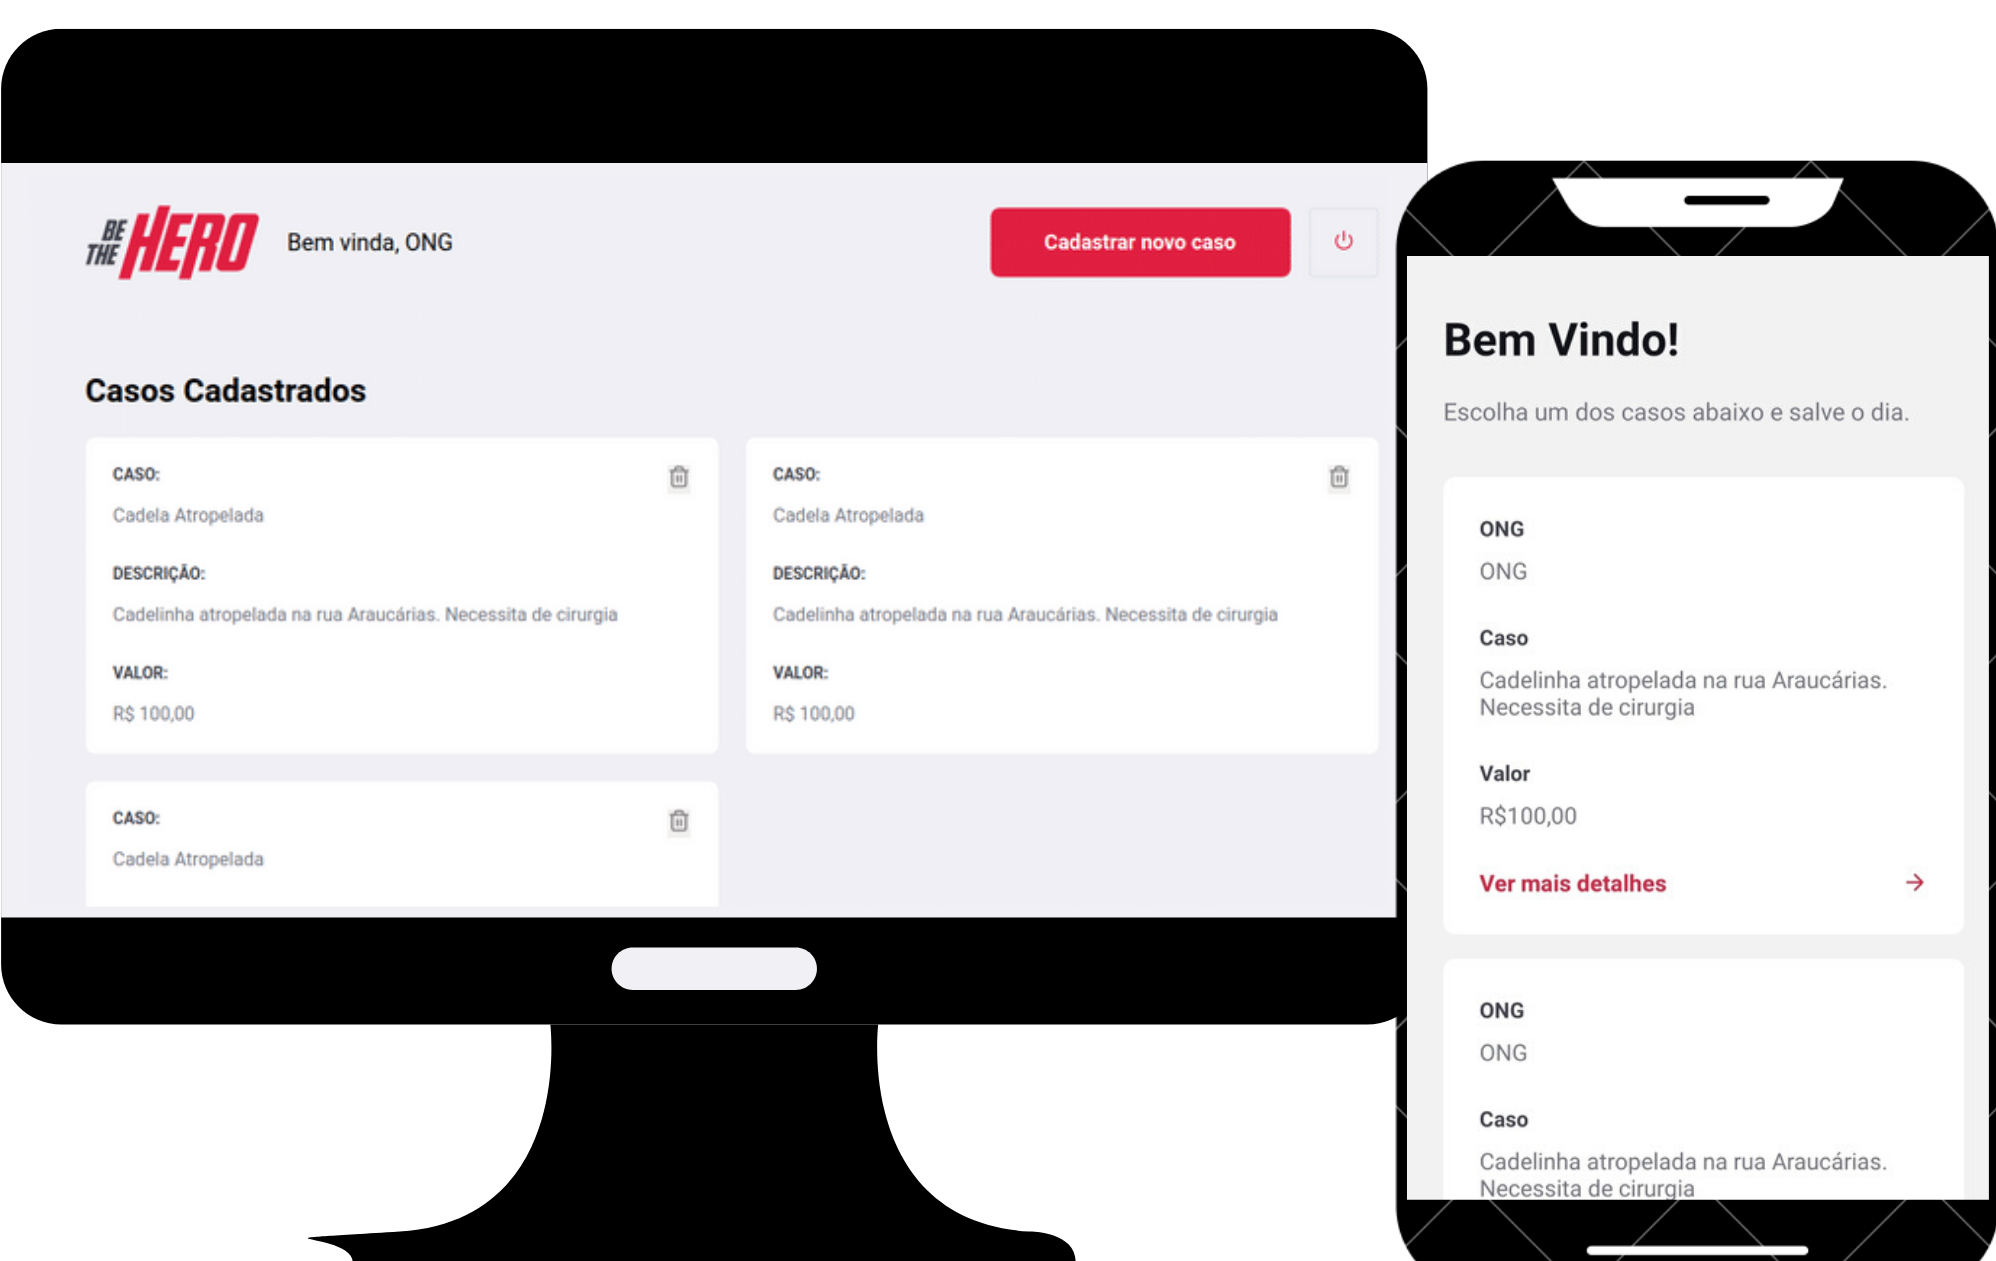 BE THE HERO
Bem vinda, ONG
Cadastrar novo caso
Casos Cadastrados
CASO:
Cadela Atropelada
DESCRIÇÃO:
Cadelinha atropelada na rua Araucárias. Necessita de cirurgia
VALOR:
R$ 100,00
CASO:
Cadela Atropelada
DESCRIÇÃO:
Cadelinha atropelada na rua Araucárias. Necessita de cirurgia
VALOR:
R$ 100,00
CASO:
Cadela Atropelada
Bem Vindo!
Escolha um dos casos abaixo e salve o dia.
ONG
ONG
Caso
Cadelinha atropelada na rua Araucárias.
Necessita de cirurgia
Valor
R$100,00
Ver mais detalhes
ONG
ONG
Caso
Cadelinha atropelada na rua Araucárias.
Necessita de cirurgia